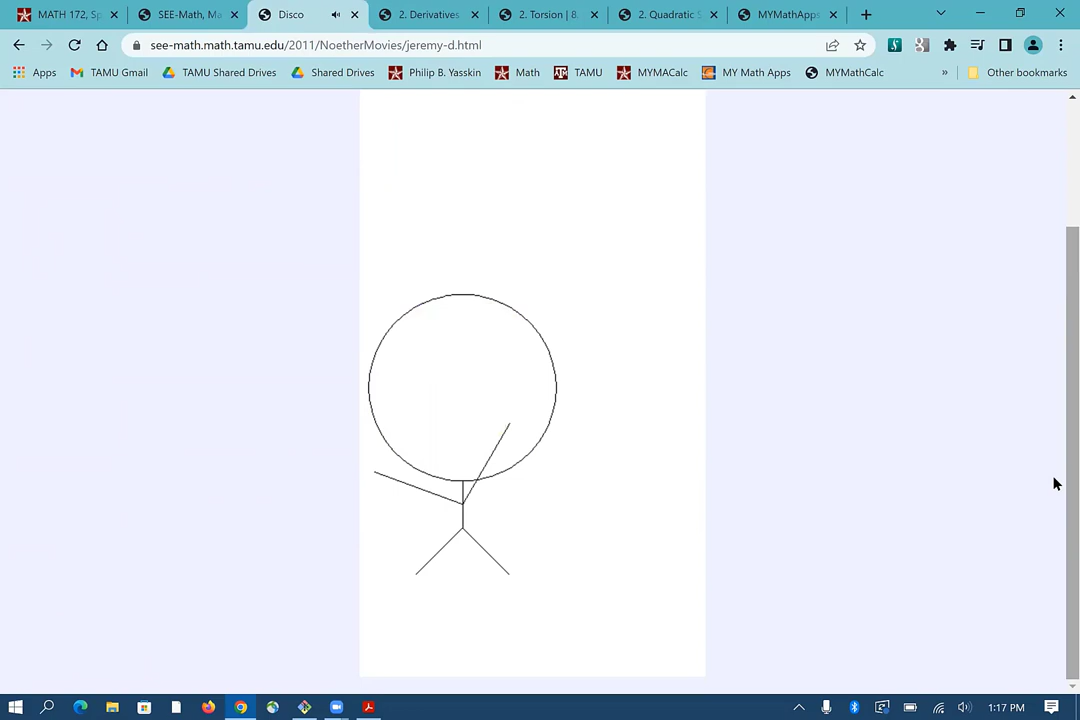 MATH 172, Sp
SEE-Math, Ma
Disco
2. Derivatives
2. Torsion | 8.
2. Quadratic S
MYMathApps
see-math.math.tamu.edu/2011/NoetherMovies/jeremy-d.html
Apps
TAMU Gmail
TAMU Shared Drives
Shared Drives
Philip B. Yasskin
Math
TAMU
MYMACalc
MY Math Apps
MYMathCalc
»
Other bookmarks
1:17 PM